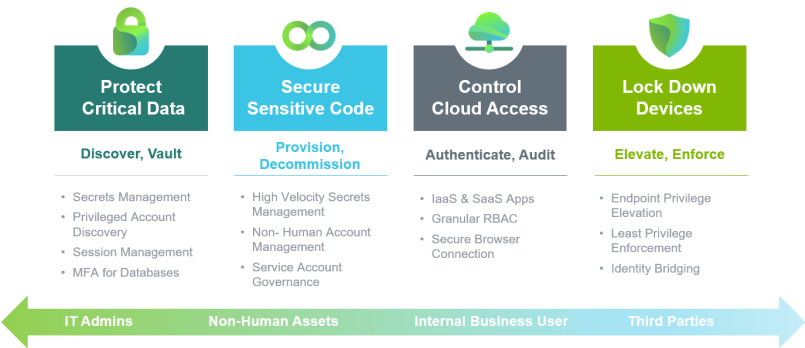 Protect
Critical Data
Discover, Vault
Secrets Management
Privileged Account
Discovery
Session Management
MFA for Databases
Secure
Sensitive Code
Provision,
Decommission
High Velocity Secrets
Management
Non- Human Account
Management
Service Account
Governance
Control
Cloud Access
Authenticate, Audit
IaaS & SaaS Apps
Granular RBAC
Secure Browser
Connection
Lock Down
Devices
Elevate, Enforce
Endpoint Privilege
Elevation
Least Privilege
Enforcement
Identity Bridging
IT Admins Non-Human Assets Internal Business User Third Parties